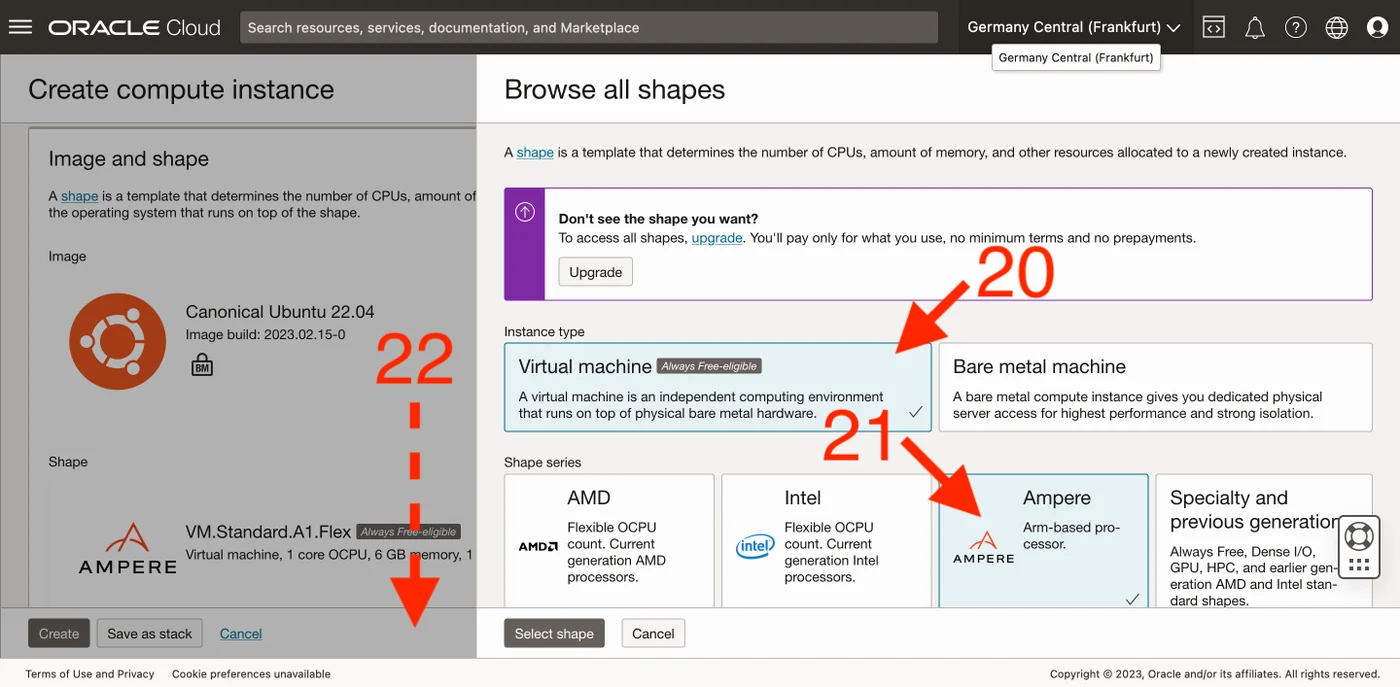 ORACLE Cloud
Search resources, services, documentation, and Marketplace
Germany Central (Frankfurt)
Germany Central (Frankfurt)
Create compute instance
Image and shape
A shape is a template that determines the number of CPUs, amount of
the operating system that runs on top of the shape.
Image
Canonical Ubuntu 22.04
Image build: 2023.02.15-0
BM
22
Shape
AMPERE
VM.Standard.A1.Flex Always Free-eligible
Virtual machine, 1 core OCPU, 6 GB memory, 1
Create
Save as stack
Cancel
Browse all shapes
A shape is a template that determines the number of CPUs, amount of memory, and other resources allocated to a newly created instance.
Don't see the shape you want?
To access all shapes, upgrade. You'll pay only for what you use, no minimum terms and no prepayments.
Upgrade
20
Instance type
Virtual machine Always Free-eligible
A virtual machine is an independent computing environment
that runs on top of physical bare metal hardware.
Bare metal machine
A bare metal compute instance gives you dedicated physical
server access for highest performance and strong isolation.
21
Shape series
AMD
AMD
Flexible OCPU
count. Current
generation AMD
processors.
Intel
intel
Flexible OCPU
count. Current
generation Intel
processors.
Ampere
AMPERE
Arm-based pro-
cessor.
Specialty and
previous generation
Always Free, Dense I/O,
GPU, HPC, and earlier gen-
eration AMD and Intel stan-
dard shapes.
Select shape
Cancel
Terms of Use and Privacy
Cookie preferences unavailable
Copyright © 2023, Oracle and/or its affiliates. All rights reserved.